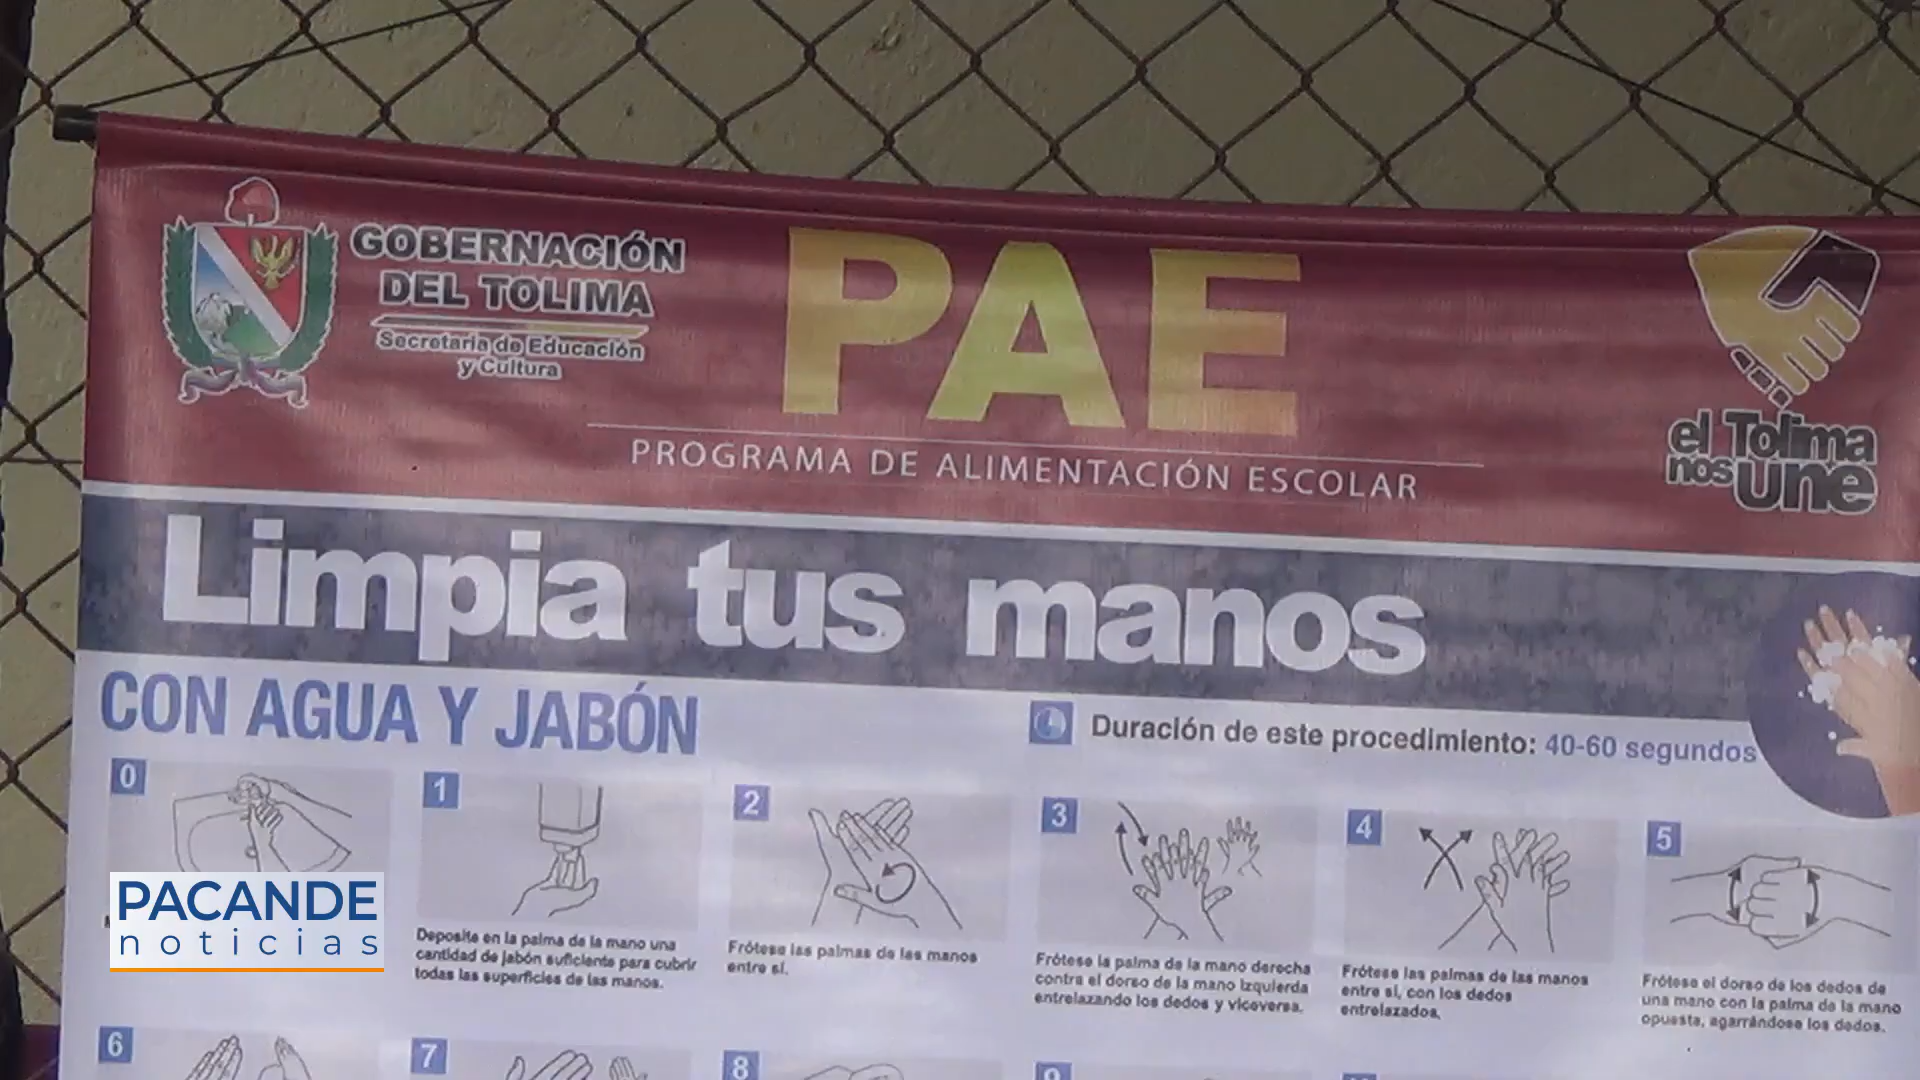 GOBERNACIÓN
DEL TOLIMA
Secretaria de Educación
y Cultura
PAE
PROGRAMA DE ALIMENTACIÓN ESCOLAR
el Tolima
nos une
Limpia tus manos
CON AGUA Y JABÓN
Duración de este procedimiento: 40-60 segundos
0
1
Deposite en la palma de la mano una
cantidad de jabón suficiente para cubrir
todas las superficies de las manos.
2
Frótese las palmas de las manos
entre sí.
3
Frótese la palma de la mano derecha
contra el dorso de la mano izquierda
entrelazando los dedos y viceversa.
4
Frótese las palmas de las manos
entre sí, con los dedos
entrelazados.
5
Frótese el dorso de los dedos de
una mano con la palma de la mano
opuesta, agarrándose los dedos.
6
7
8
9
PACANDE
noticias